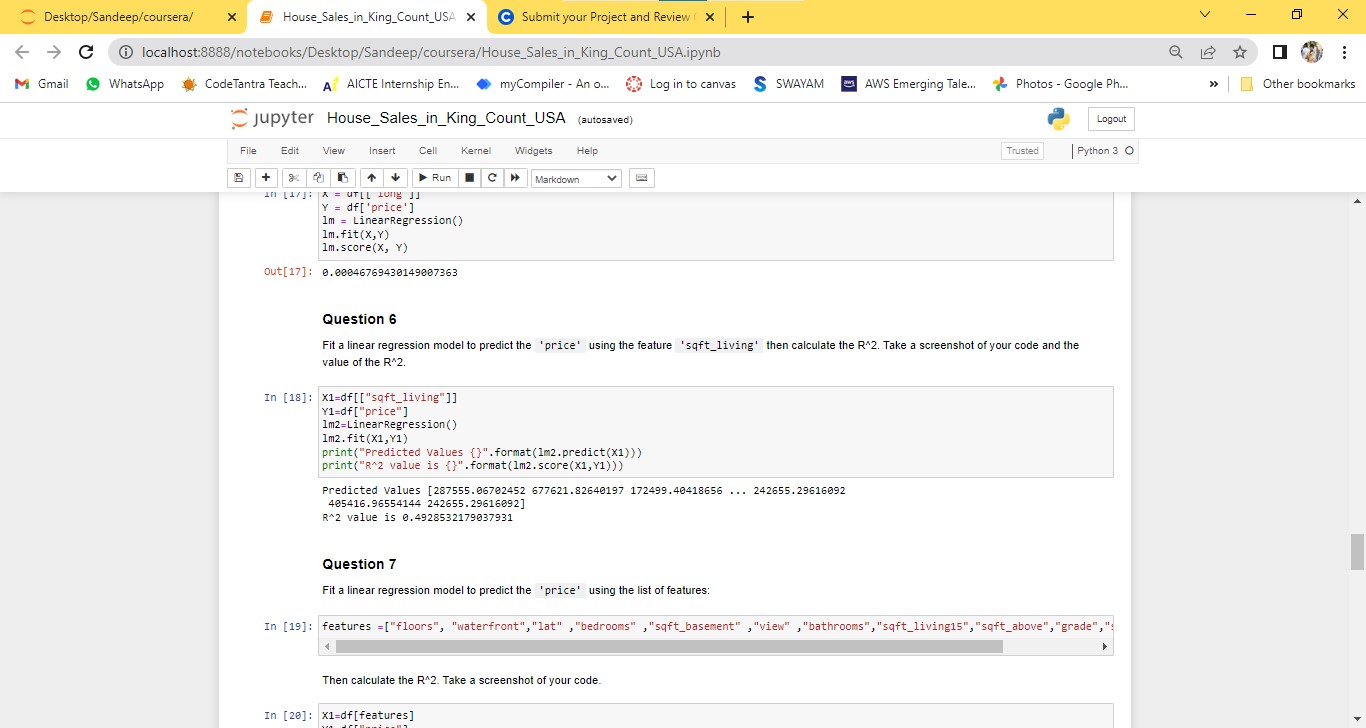 Desktop/Sandeep/coursera/
House_Sales_in_King_Count_USA
Submit your Project and Review
localhost:8888/notebooks/Desktop/Sandeep/coursera/House_Sales_in_King_Count_USA.ipynb
Gmail WhatsApp CodeTantra Teach... AICTE Internship En... myCompiler - An o... Log in to canvas SWAYAM AWS Emerging Tale... Photos - Google Ph... » Other bookmarks
jupyter House_Sales_in_King_Count_USA (autosaved) Logout
File Edit View Insert Cell Kernel Widgets Help Trusted Python 3
Run Markdown
In [17]: X = df[['long']]
Y = df['price']
lm = LinearRegression()
lm.fit(X,Y)
lm.score(X, Y)
Out[17]: 0.00046769430149007363
Question 6
Fit a linear regression model to predict the 'price' using the feature 'sqft_living' then calculate the R^2. Take a screenshot of your code and the
value of the R^2.
In [18]: X1=df[["sqft_living"]]
Y1=df["price"]
lm2=LinearRegression()
lm2.fit(X1,Y1)
print("Predicted Values {}".format(lm2.predict(X1)))
print("R^2 value is {}".format(lm2.score(X1,Y1)))
Predicted Values [287555.06702452 677621.82640197 172499.40418656 ... 242655.29616092
405416.96554144 242655.29616092]
R^2 value is 0.4928532179037931
Question 7
Fit a linear regression model to predict the 'price' using the list of features:
In [19]: features =["floors", "waterfront","lat" ,"bedrooms" ,"sqft_basement" ,"view" ,"bathrooms","sqft_living15","sqft_above","grade","s
Then calculate the R^2. Take a screenshot of your code.
In [20]: X1=df[features]
Y1=df["price"]